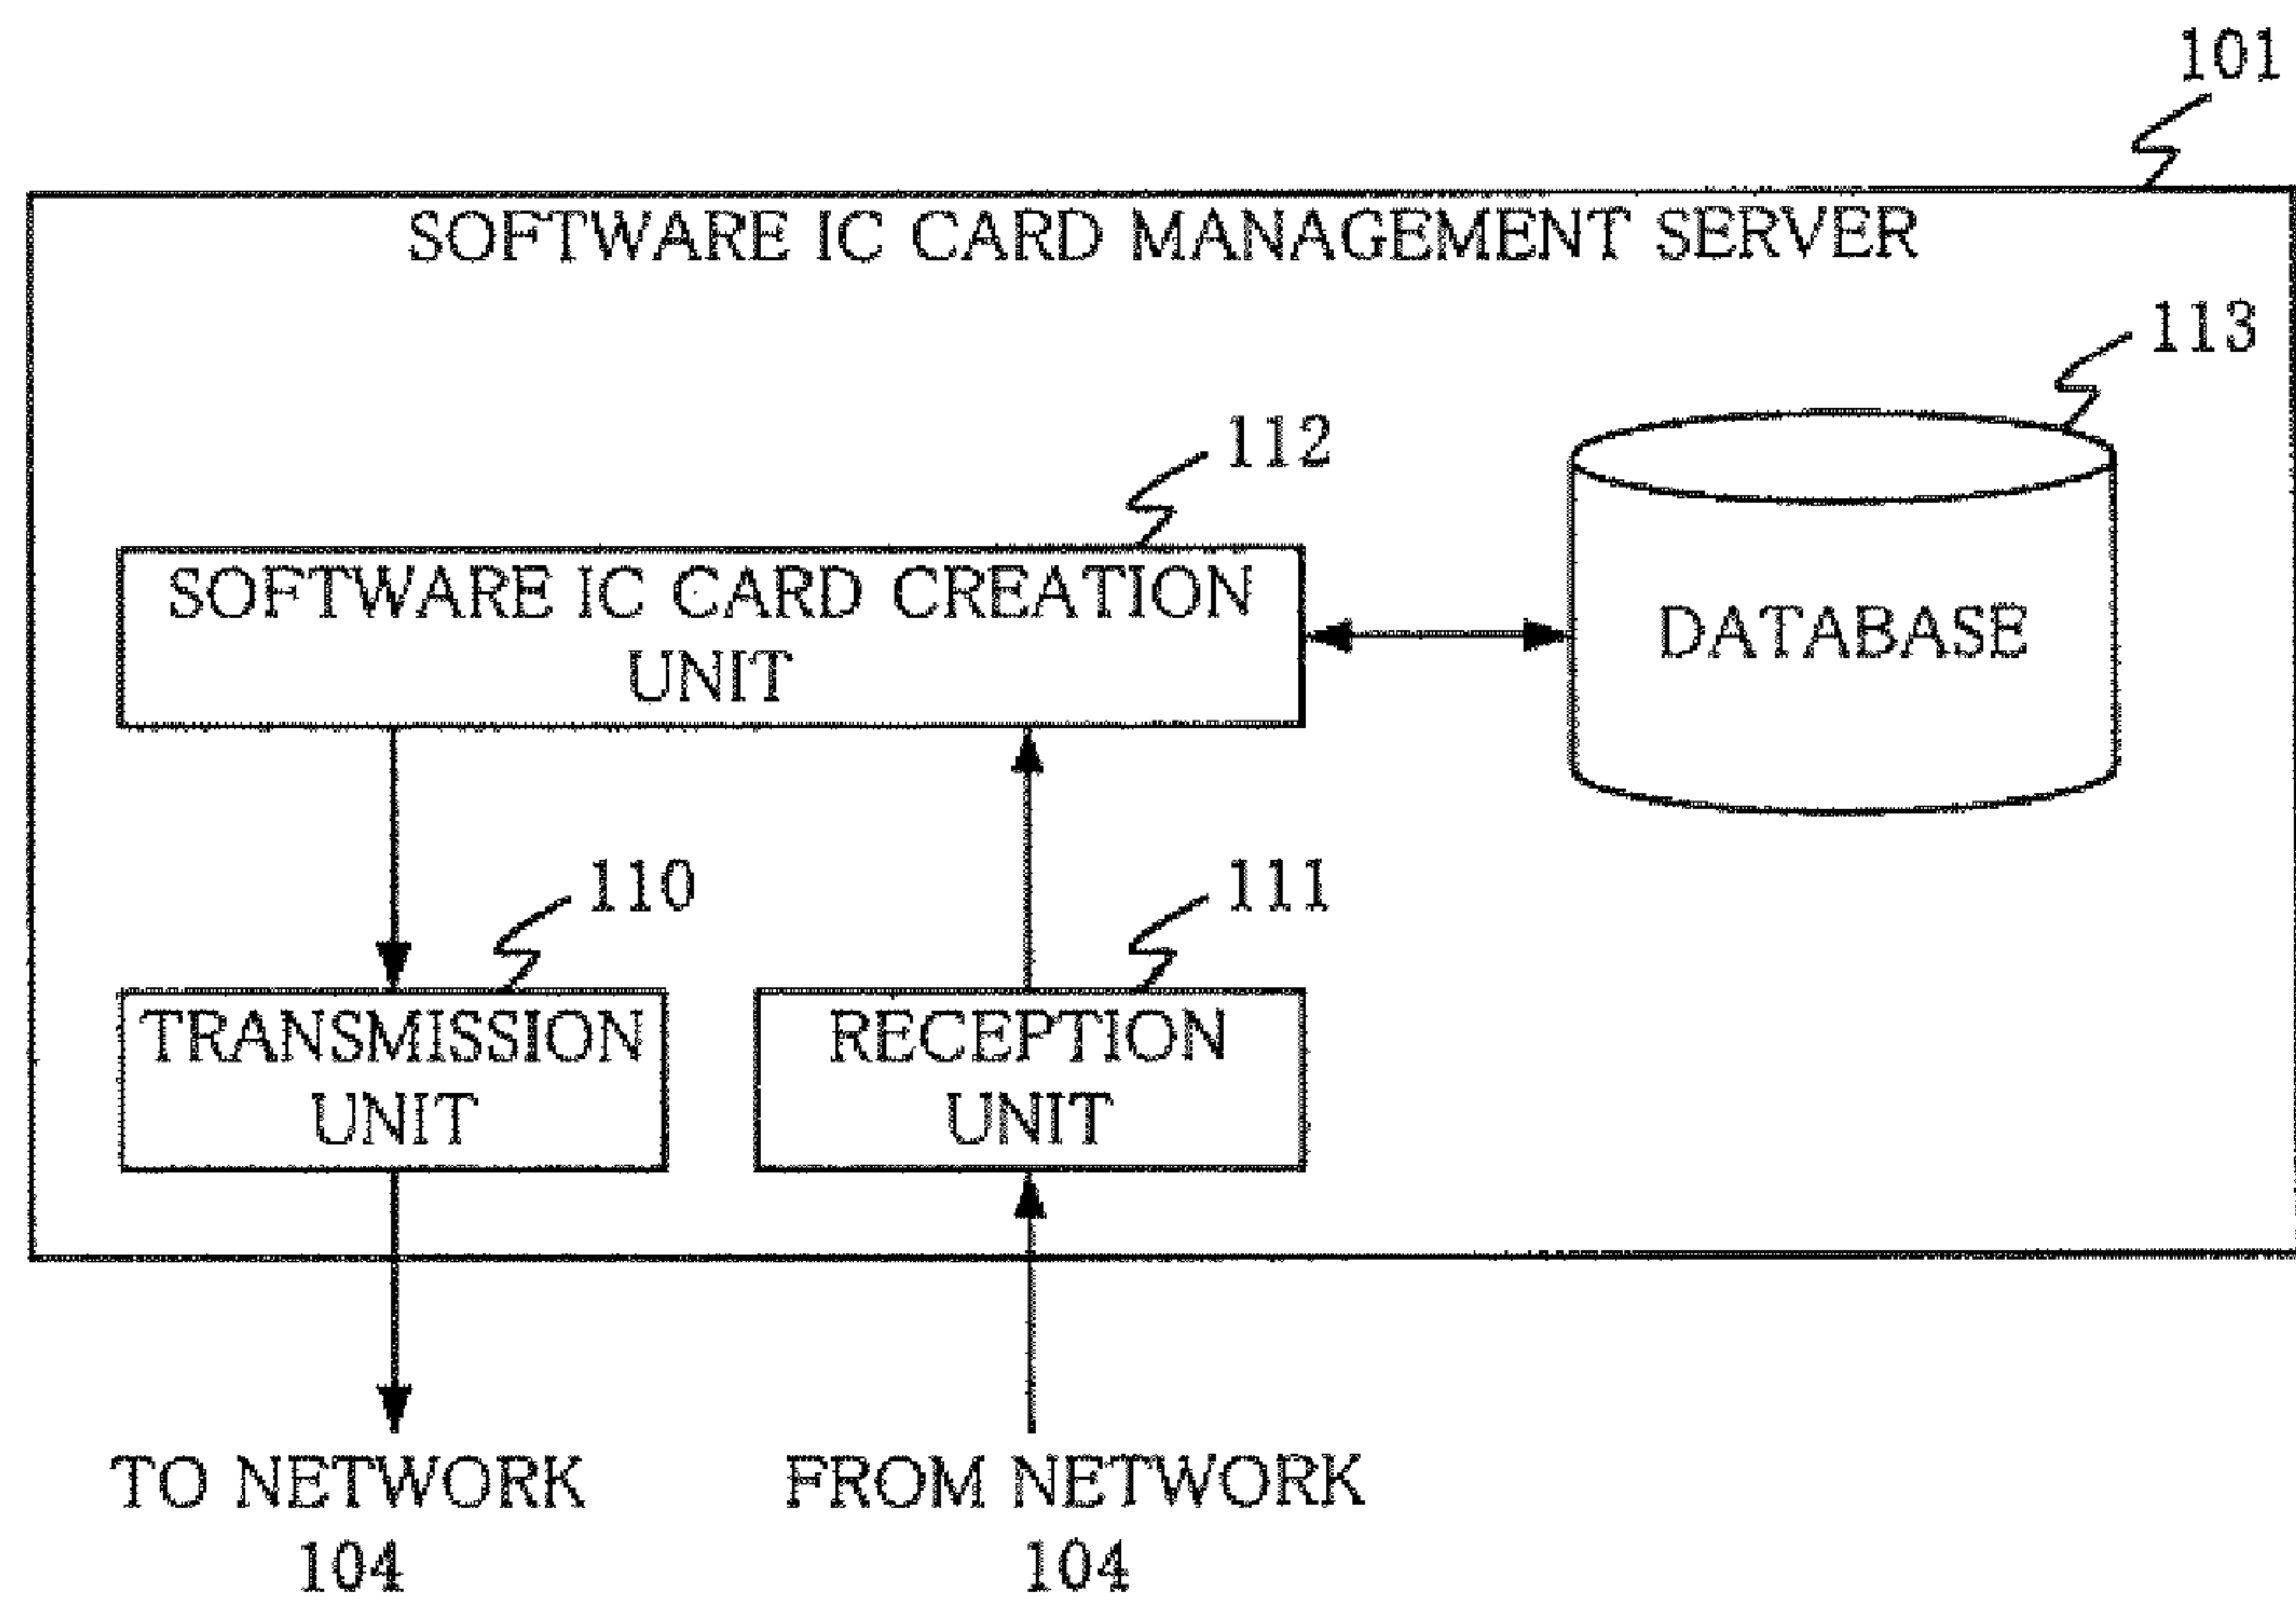 101
SOFTWARE IC CARD MANAGEMENT SERVER
113
112
SOFTWARE IC CARD CREATION
UNIT
DATABASE
110
111
TRANSMISSION
UNIT
RECEPTION
UNIT
TO NETWORK
104
FROM NETWORK
104